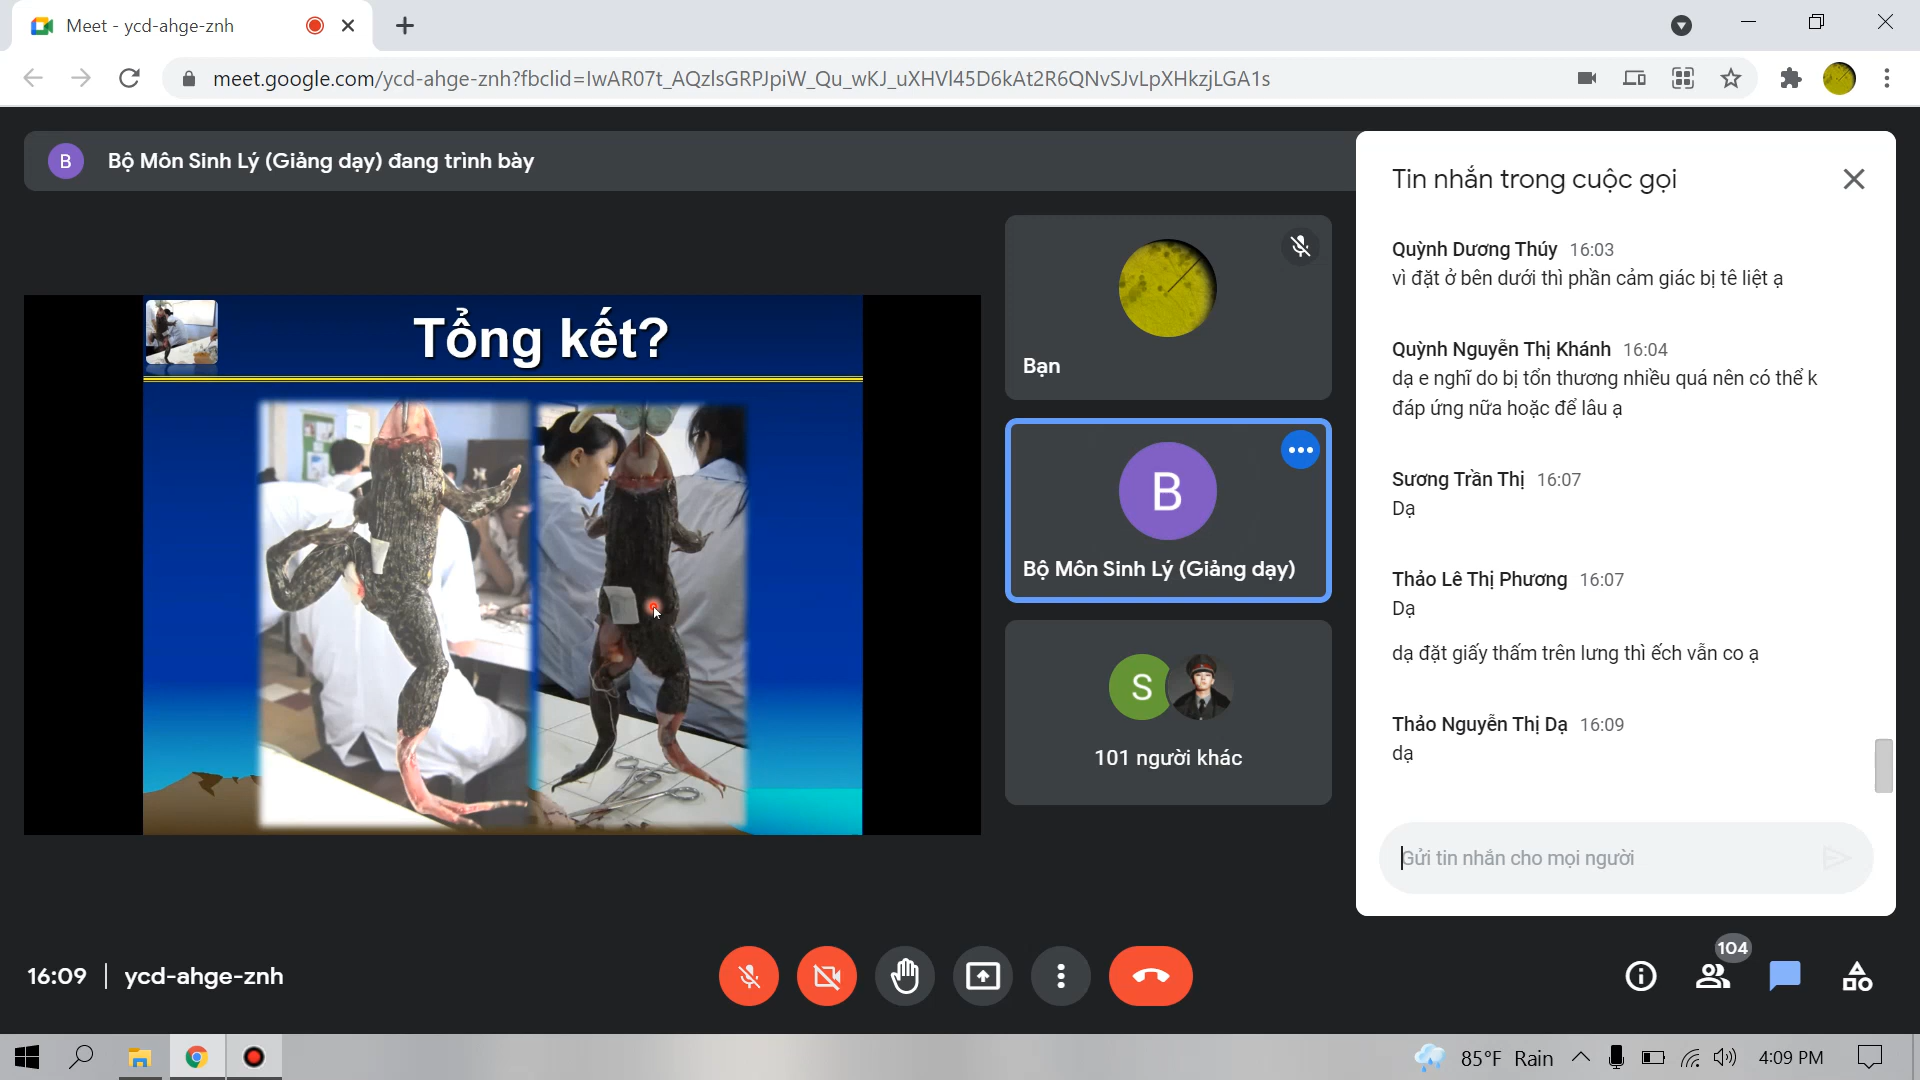 Meet - ycd-ahge-znh
meet.google.com/ycd-ahge-znh?fbclid=IwAR07t_AQzlsGRPJpiW_Qu_wKJ_uXHVl45D6kAt2R6QNvSJvLpXHkzjLGA1s
B
Bộ Môn Sinh Lý (Giảng dạy) đang trình bày
Tổng kết?
Bạn
B
Bộ Môn Sinh Lý (Giảng dạy)
S
101 người khác
Tin nhắn trong cuộc gọi
Quỳnh Dương Thúy 16:03
vì đặt ở bên dưới thì phần cảm giác bị tê liệt ạ
Quỳnh Nguyễn Thị Khánh 16:04
dạ e nghĩ do bị tổn thương nhiều quá nên có thể k
đáp ứng nữa hoặc để lâu ạ
Sương Trần Thị 16:07
Dạ
Thảo Lê Thị Phương 16:07
Dạ
dạ đặt giấy thấm trên lưng thì ếch vẫn co ạ
Thảo Nguyễn Thị Dạ 16:09
dạ
Gửi tin nhắn cho mọi người
16:09 | ycd-ahge-znh
104
85°F Rain
4:09 PM